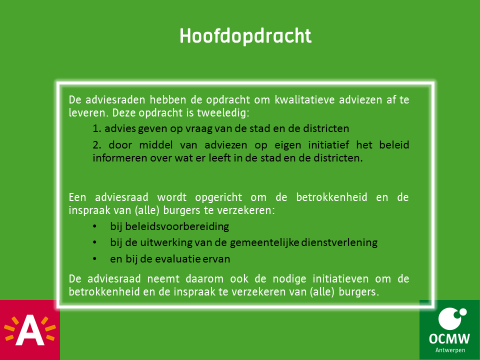 Hoofdopdracht
De adviesraden hebben de opdracht om kwalitatieve adviezen af te
leveren. Deze opdracht is tweeledig:
1. advies geven op vraag van de stad en de districten
2. door middel van adviezen op eigen initiatief het beleid
informeren over wat er leeft in de stad en de districten.
Een adviesraad wordt opgericht om de betrokkenheid en de
inspraak van (alle) burgers te verzekeren:
• bij beleidsvoorbereiding
• bij de uitwerking van de gemeentelijke dienstverlening
• en bij de evaluatie ervan
De adviesraad neemt daarom ook de nodige initiatieven om de
betrokkenheid en de inspraak te verzekeren van (alle) burgers.
A
OCMW
Antwerpen